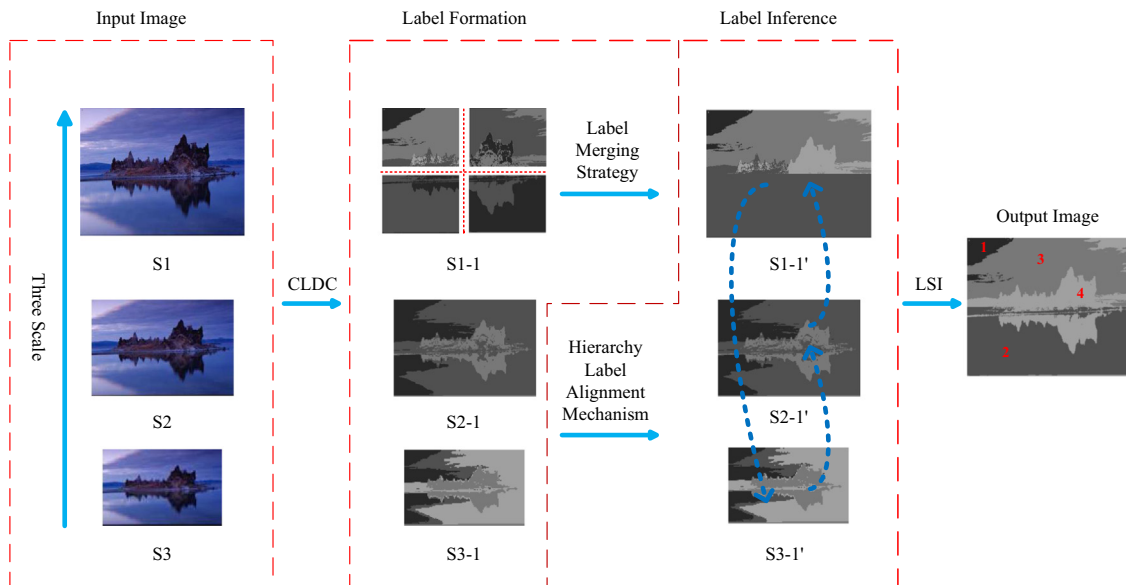 Input Image
Label Formation
Label Inference
Three Scale
S1
S2
S3
CLDC
S1-1
S2-1
S3-1
Label
Merging
Strategy
Hierarchy
Label
Alignment
Mechanism
S1-1'
S2-1'
S3-1'
LSI
Output Image
1
3
4
2